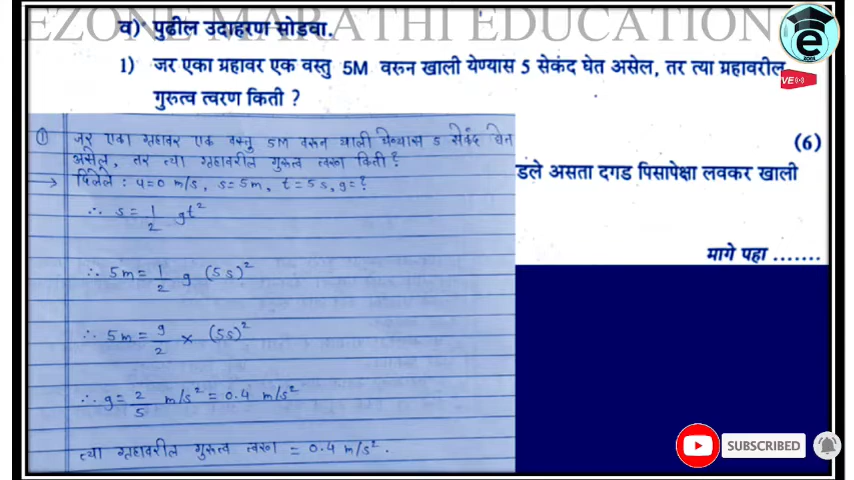 EZONE MARATHI EDUCATION
व) पुढील उदाहरण सोडवा.
1) जर एका ग्रहावर एक वस्तु 5M वरून खाली येण्यास 5 सेकंद घेत असेल, तर त्या ग्रहावरील
गुरुत्व त्वरण किती ?
(6)
डले असता दगड पिसापेक्षा लवकर खाली
मागे पहा .......
① जर एका ग्रहावर एक वस्तु 5M वरून खाली येण्यास 5 सेकंद घेत
असेल, तर त्या ग्रहावरील गुरुत्व त्वरण किती?
→ दिलेले : u=0 m/s, s=5m, t=5s, g=?
∴ s = 1/2 gt²
∴ 5m = 1/2 g (5s)²
∴ 5m = g/2 × (5s)²
∴ g = 2/5 m/s² = 0.4 m/s²
त्या ग्रहावरील गुरुत्व त्वरण = 0.4 m/s².
SUBSCRIBED